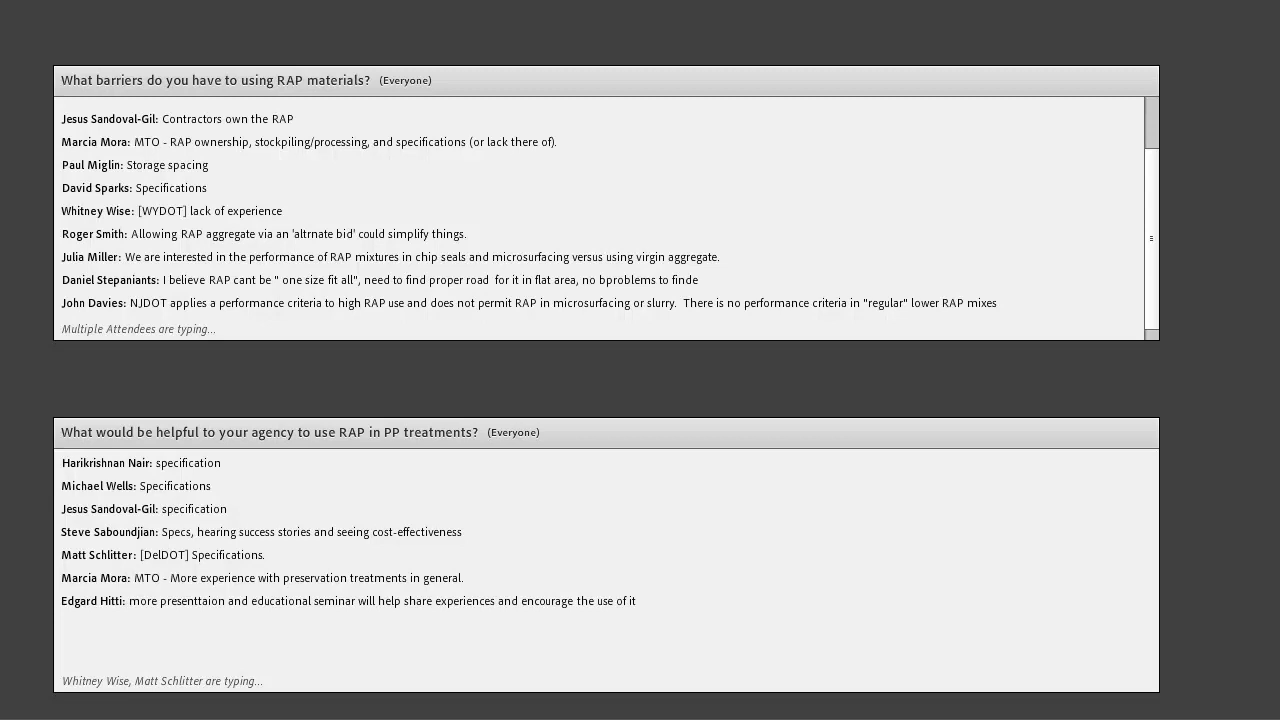 What barriers do you have to using RAP materials? (Everyone)
Jesus Sandoval-Gil: Contractors own the RAP
Marcia Mora: MTO - RAP ownership, stockpiling/processing, and specifications (or lack there of).
Paul Miglin: Storage spacing
David Sparks: Specifications
Whitney Wise: [WYDOT] lack of experience
Roger Smith: Allowing RAP aggregate via an 'altrnate bid' could simplify things.
Julia Miller: We are interested in the performance of RAP mixtures in chip seals and microsurfacing versus using virgin aggregate.
Daniel Stepaniants: I believe RAP cant be " one size fit all", need to find proper road  for it in flat area, no bproblems to finde
John Davies: NJDOT applies a performance criteria to high RAP use and does not permit RAP in microsurfacing or slurry.  There is no performance criteria in "regular" lower RAP mixes
Multiple Attendees are typing...
What would be helpful to your agency to use RAP in PP treatments? (Everyone)
Harikrishnan Nair: specification
Michael Wells: Specifications
Jesus Sandoval-Gil: specification
Steve Saboundjian: Specs, hearing success stories and seeing cost-effectiveness
Matt Schlitter: [DelDOT] Specifications.
Marcia Mora: MTO - More experience with preservation treatments in general.
Edgard Hitti: more presenttaion and educational seminar will help share experiences and encourage the use of it
Whitney Wise, Matt Schlitter are typing...